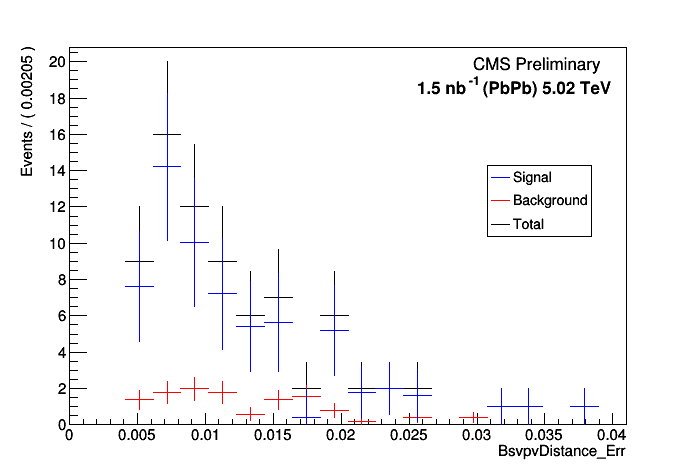 CMS Preliminary
1.5 nb-1 (PbPb) 5.02 TeV
Events / ( 0.00205 )
20
18
16
14
12
10
8
6
4
2
0
Signal
Background
Total
0 0.005 0.01 0.015 0.02 0.025 0.03 0.035 0.04
BsvpvDistance_Err